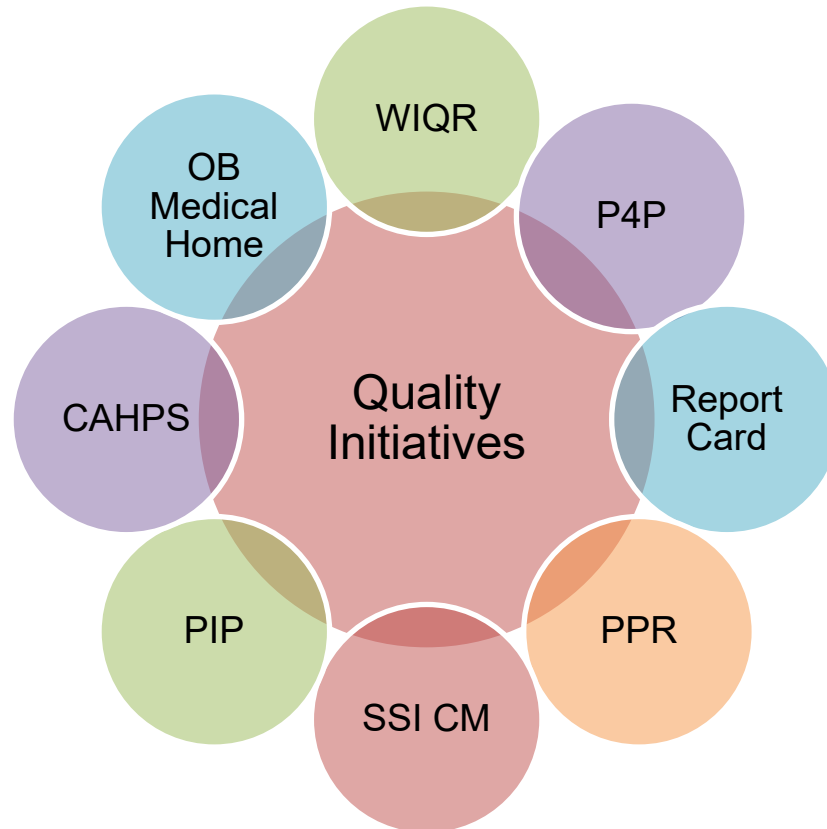 WIQR
OB
Medical
Home
P4P
CAHPS
Quality
Initiatives
Report
Card
PIP
PPR
SSI CM